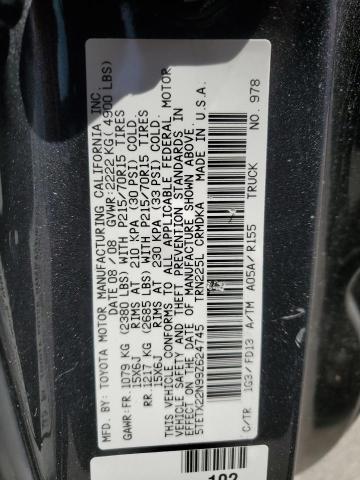 MFD. BY: TOYOTA MOTOR MANUFACTURING CALIFORNIA, INC.
DATE: 08 / 08 GVWR: 2222 KG( 4900 LBS)
GAWR:FR. 1079 KG (2380 LBS) WITH P215/70R15 TIRES
15X6J RIMS AT 210 KPA (30 PSI) COLD.
RR. 1217 KG (2685 LBS) WITH P215/70R15 TIRES
15X6J RIMS AT 230 KPA (33 PSI) COLD.
THIS VEHICLE CONFORMS TO ALL APPLICABLE FEDERAL MOTOR
VEHICLE SAFETY AND THEFT PREVENTION STANDARDS IN
EFFECT ON THE DATE OF MANUFACTURE SHOWN ABOVE.
5TETX22N99Z624745 TRN225L CRMDKA MADE IN U.S.A.
C/TR 1G3/FD13 A/TM A05A/R155 TRUCK NO. 978